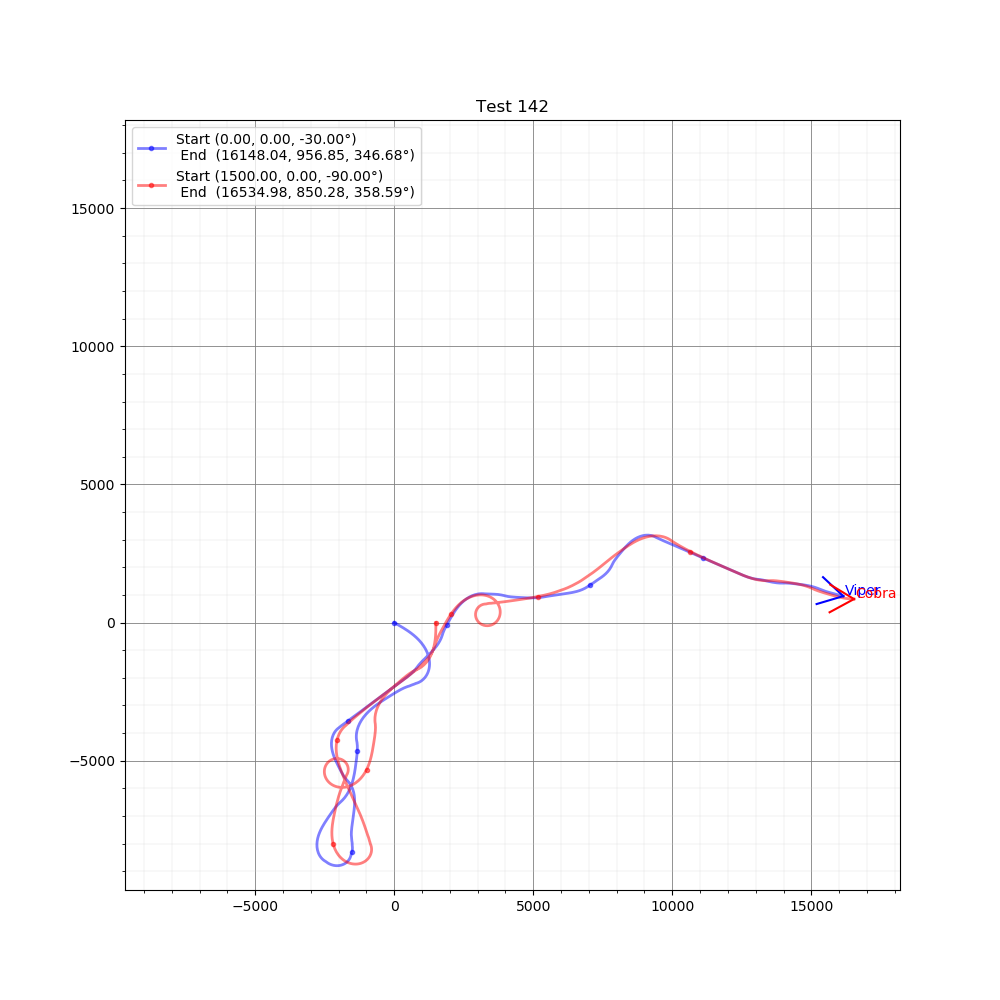 Test 142
Start (0.00, 0.00, -30.00°)
End  (16148.04, 956.85, 346.68°)
Start (1500.00, 0.00, -90.00°)
End  (16534.98, 850.28, 358.59°)
15000
10000
5000
0
−5000
Viper
Cobra
−5000
0
5000
10000
15000